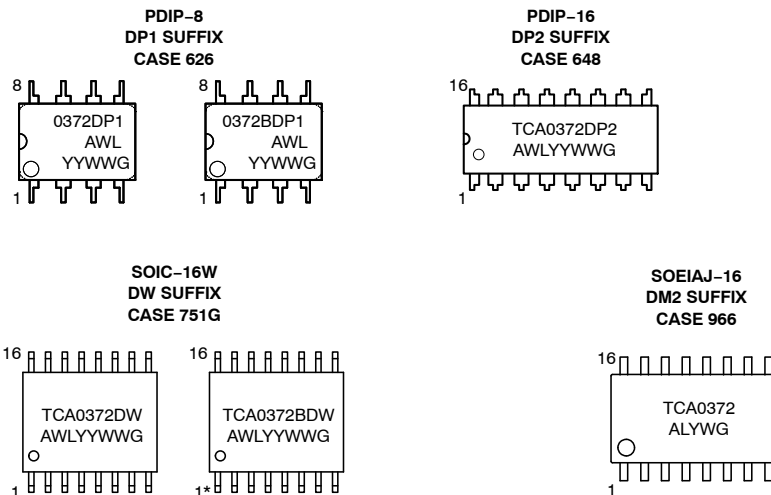 PDIP−8
DP1 SUFFIX
CASE 626
8
0372DP1
AWL
YYWWG
1
8
0372BDP1
AWL
YYWWG
1
PDIP−16
DP2 SUFFIX
CASE 648
16
TCA0372DP2
AWLYYWWG
1
SOIC−16W
DW SUFFIX
CASE 751G
16
TCA0372DW
AWLYYWWG
1
16
TCA0372BDW
AWLYYWWG
1*
SOEIAJ−16
DM2 SUFFIX
CASE 966
16
TCA0372
ALYWG
1